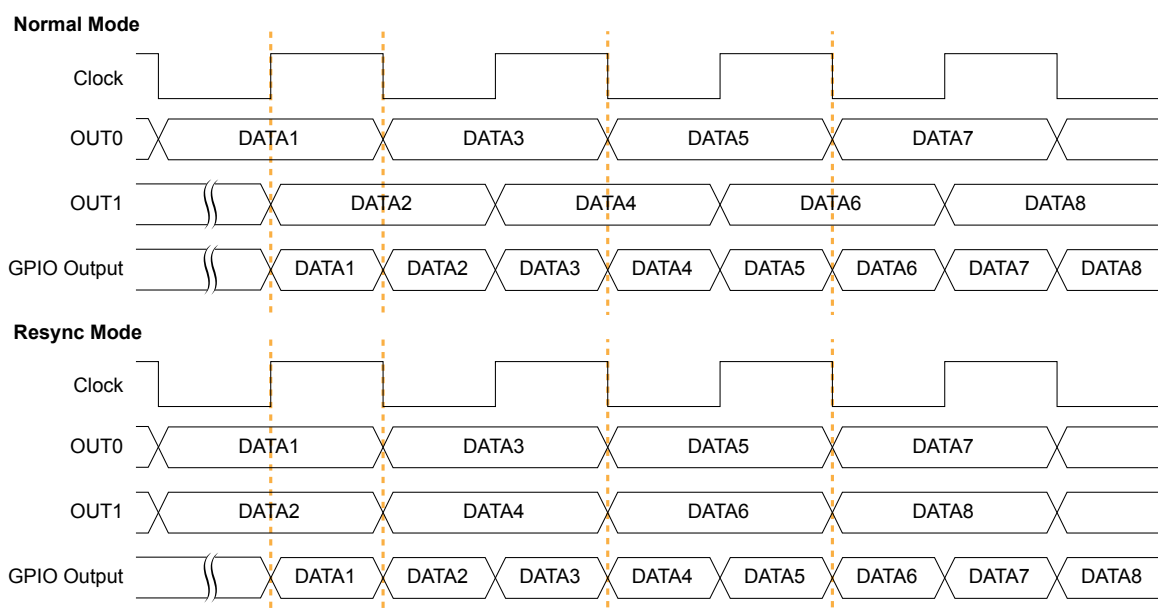 Normal Mode
Clock
OUT0 DATA1 DATA3 DATA5 DATA7
OUT1 DATA2 DATA4 DATA6 DATA8
GPIO Output DATA1 DATA2 DATA3 DATA4 DATA5 DATA6 DATA7 DATA8
Resync Mode
Clock
OUT0 DATA1 DATA3 DATA5 DATA7
OUT1 DATA2 DATA4 DATA6 DATA8
GPIO Output DATA1 DATA2 DATA3 DATA4 DATA5 DATA6 DATA7 DATA8